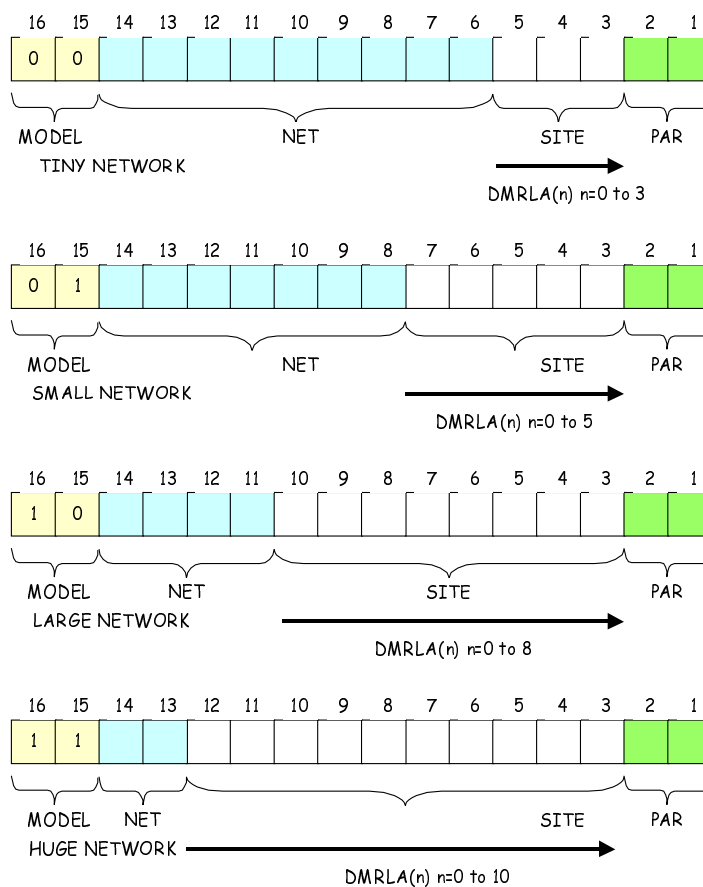 16 15 14 13 12 11 10 9 8 7 6 5 4 3 2 1
0 0
MODEL NET SITE PAR
TINY NETWORK
DMRLA(n) n=0 to 3
16 15 14 13 12 11 10 9 8 7 6 5 4 3 2 1
0 1
MODEL NET SITE PAR
SMALL NETWORK
DMRLA(n) n=0 to 5
16 15 14 13 12 11 10 9 8 7 6 5 4 3 2 1
1 0
MODEL NET SITE PAR
LARGE NETWORK
DMRLA(n) n=0 to 8
16 15 14 13 12 11 10 9 8 7 6 5 4 3 2 1
1 1
MODEL NET SITE PAR
HUGE NETWORK
DMRLA(n) n=0 to 10